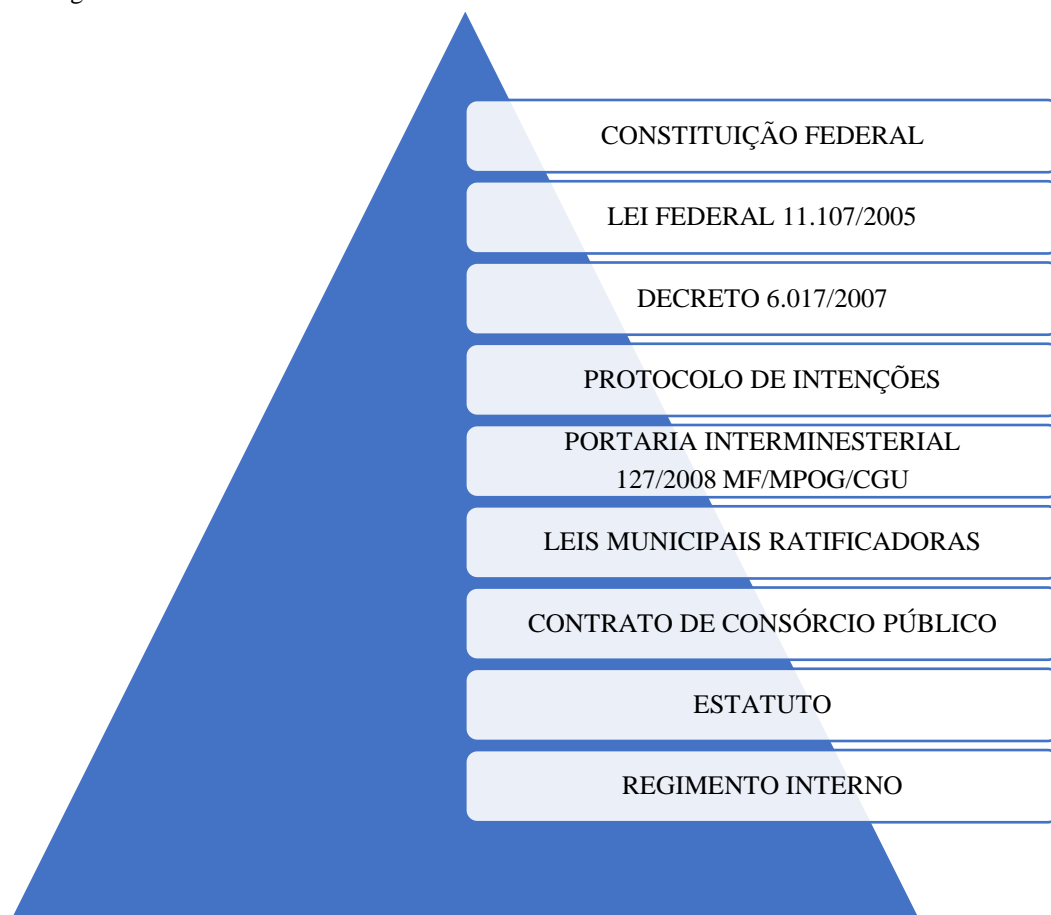 CONSTITUIÇÃO FEDERAL
LEI FEDERAL 11.107/2005
DECRETO 6.017/2007
PROTOCOLO DE INTENÇÕES
PORTARIA INTERMINESTERIAL
127/2008 MF/MPOG/CGU
LEIS MUNICIPAIS RATIFICADORAS
CONTRATO DE CONSÓRCIO PÚBLICO
ESTATUTO
REGIMENTO INTERNO